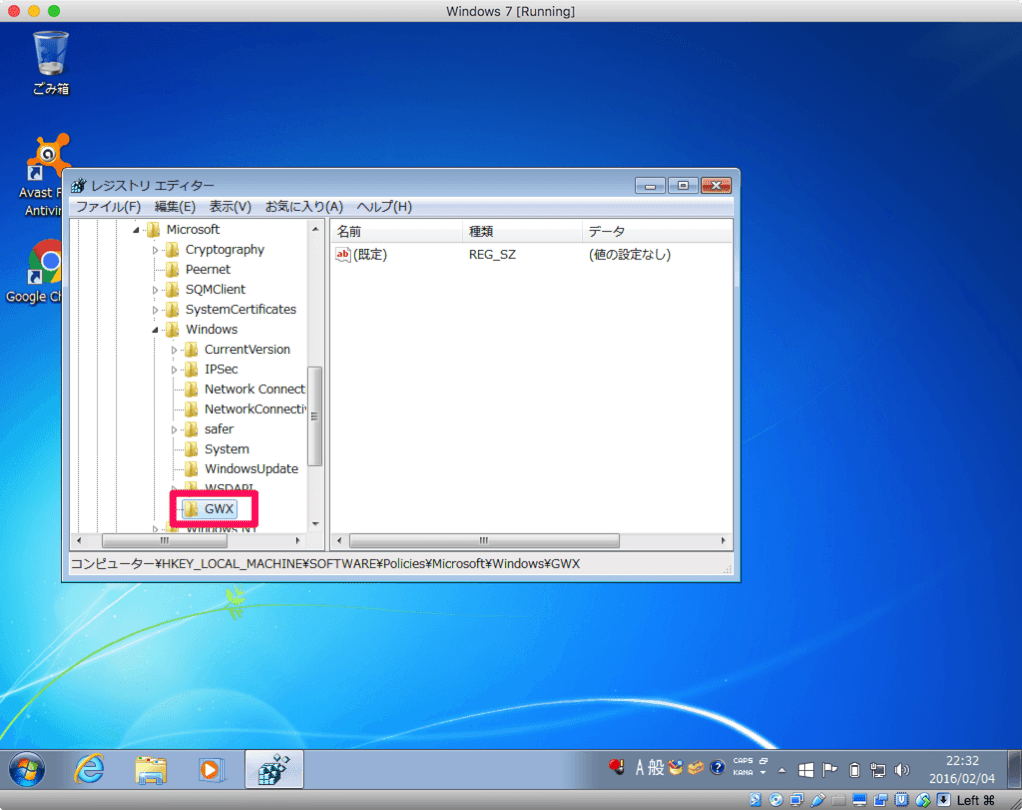 Windows 7 [Running]
ごみ箱
Avast F
Antivir
Google Ch
レジストリ エディター
ファイル(F) 編集(E) 表示(V) お気に入り(A) ヘルプ(H)
Microsoft
Cryptography
Peernet
SQMClient
SystemCertificates
Windows
CurrentVersion
IPSec
Network Connect
NetworkConnectiv
safer
System
WindowsUpdate
WSDAPI
GWX
Windows NT
名前 種類 データ
ab (既定) REG_SZ (値の設定なし)
コンピューター¥HKEY_LOCAL_MACHINE¥SOFTWARE¥Policies¥Microsoft¥Windows¥GWX
A 般 CAPS KANA
22:32
2016/02/04
Left ⌘